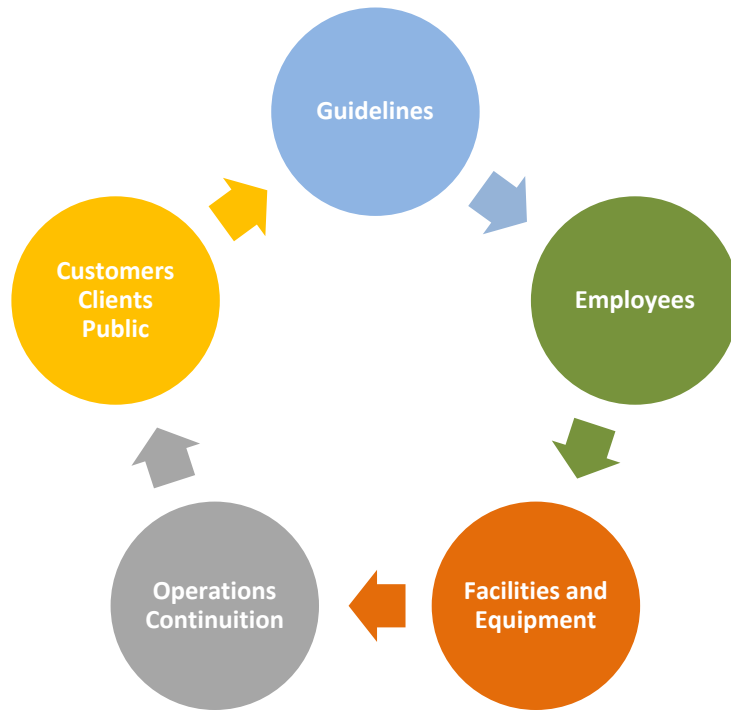 Guidelines
Employees
Facilities and
Equipment
Operations
Continuition
Customers
Clients
Public